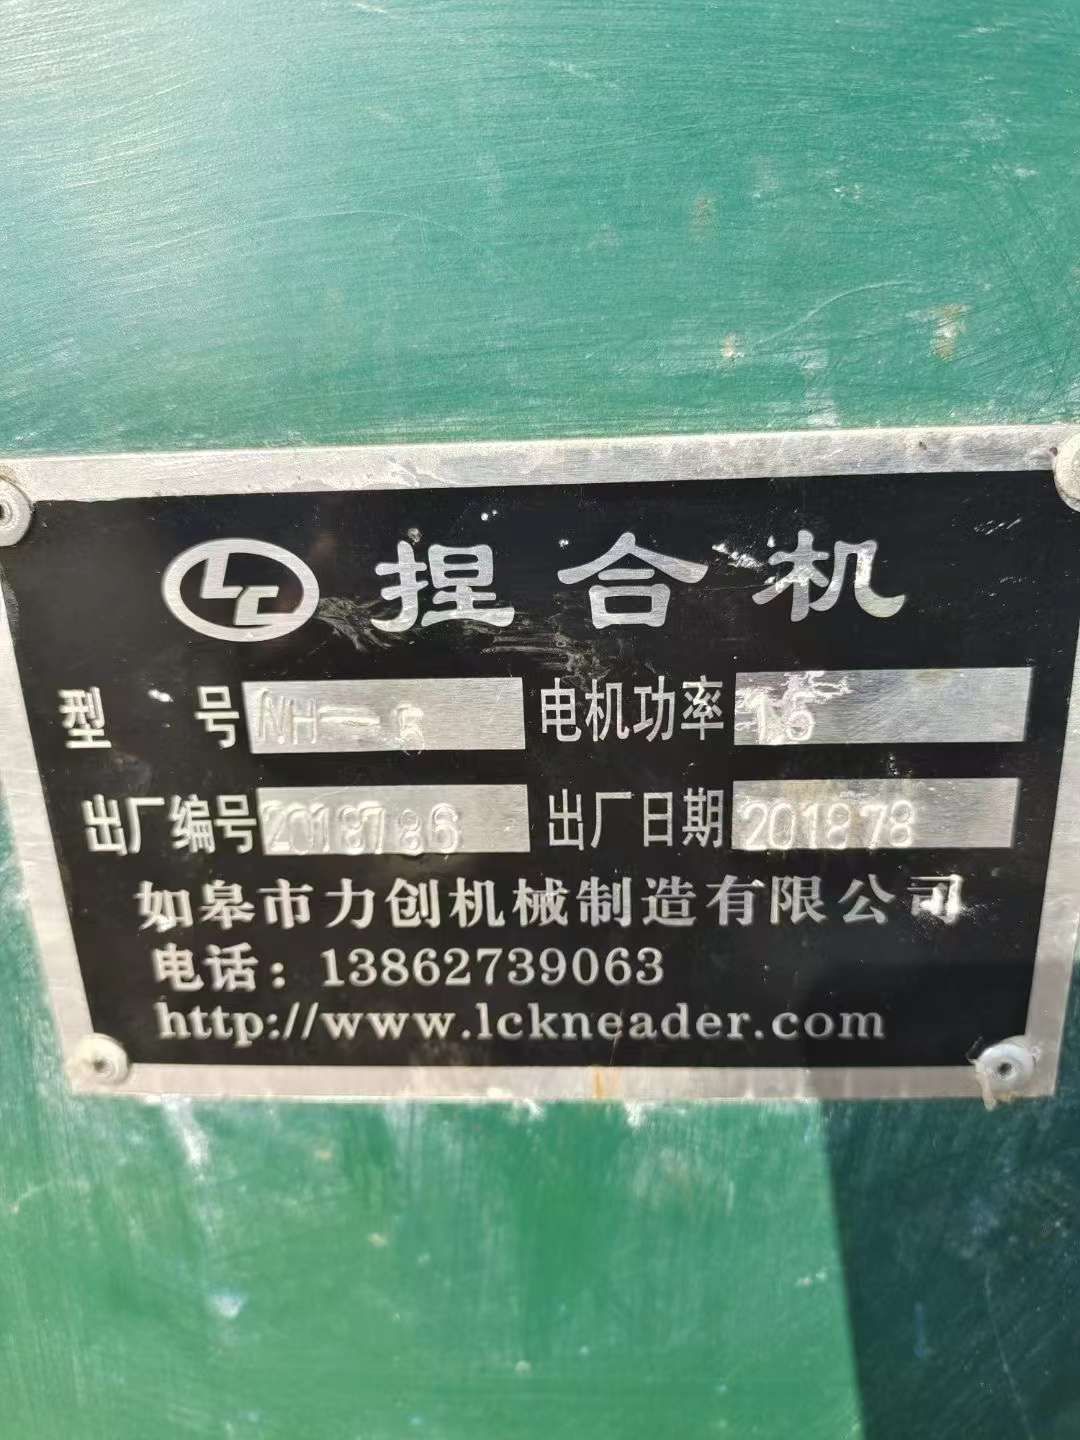 LC 捏合机
型号 NH-5 电机功率 1.5
出厂编号 2018786 出厂日期 201878
如皋市力创机械制造有限公司
电话：13862739063
http://www.lckneader.com